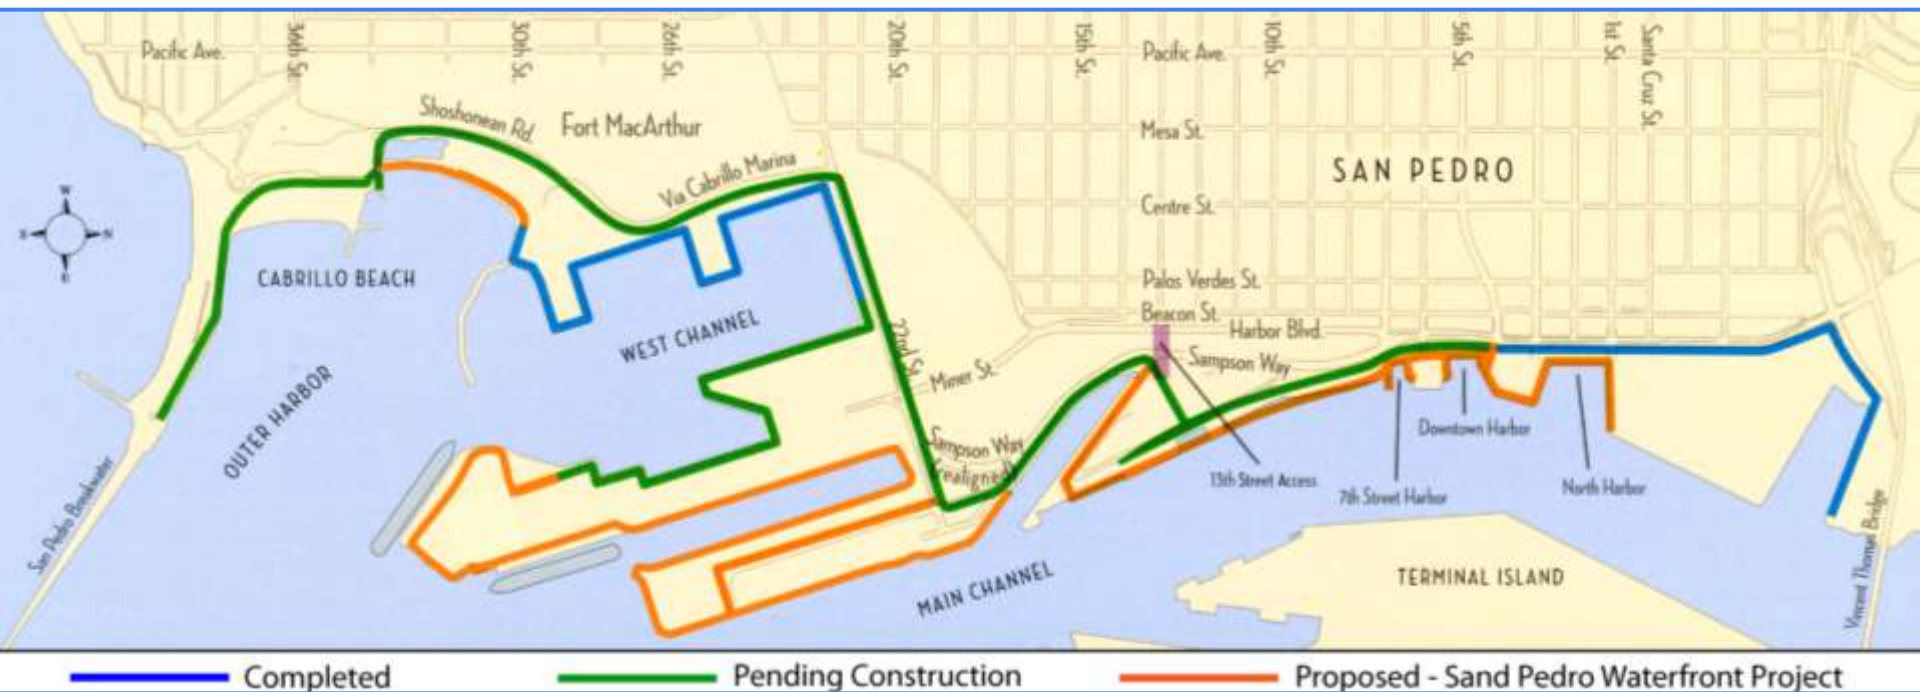 36th St.
30th St.
26th St.
20th St.
15th St.
10th St.
5th St.
1st St.
Santa Cruz St.
Pacific Ave.
Pacific Ave.
Shoshonean Rd.
Fort MacArthur
Mesa St.
SAN PEDRO
Via Cabrillo Marina
Centre St.
W
S
N
E
CABRILLO BEACH
Palos Verdes St.
Beacon St.
Harbor Blvd.
WEST CHANNEL
22nd St.
Miner St.
Sampson Way
OUTER HARBOR
Sampson Way
(realigned)
Downtown Harbor
13th Street Access
7th Street Harbor
North Harbor
San Pedro Breakwater
MAIN CHANNEL
TERMINAL ISLAND
Vincent Thomas Bridge
Completed
Pending Construction
Proposed - Sand Pedro Waterfront Project